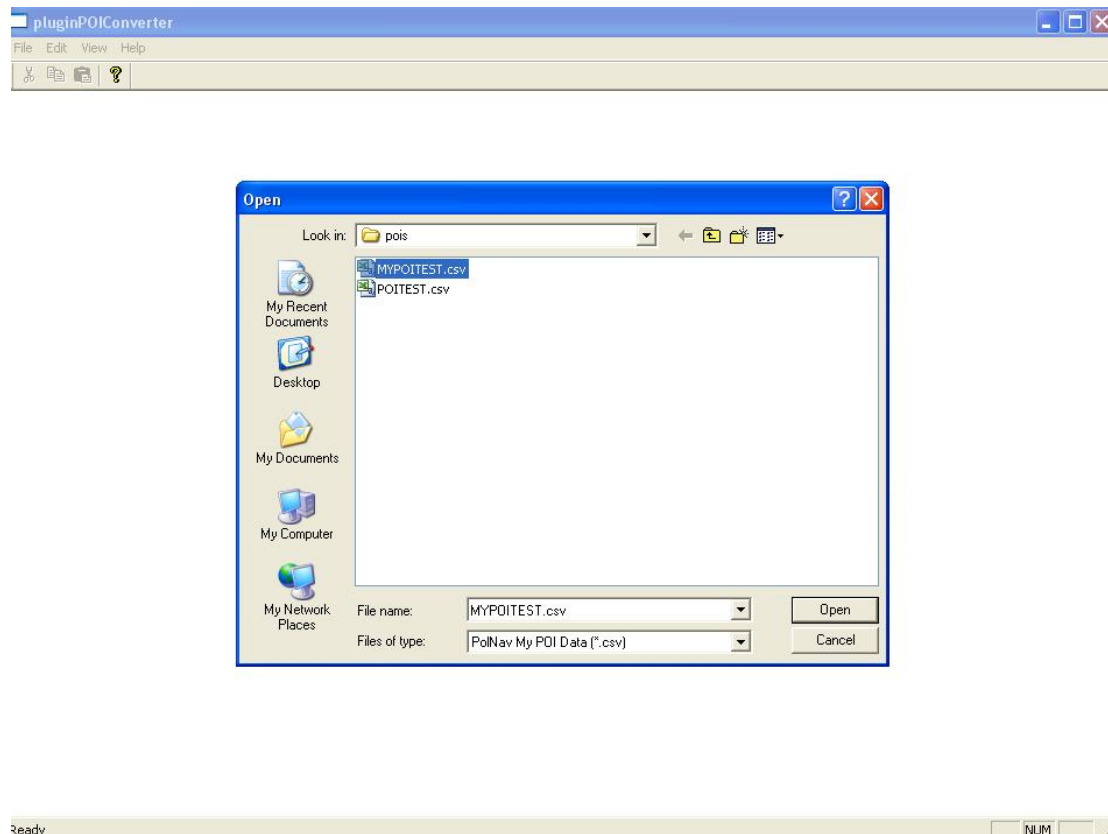 pluginPOIConverter
File Edit View Help
Open
Look in: pois
MYPOITEST.csv
POITEST.csv
My Recent
Documents
Desktop
My Documents
My Computer
My Network
Places
File name: MYPOITEST.csv Open
Files of type: PolNav My POI Data (*.csv) Cancel
Ready NUM